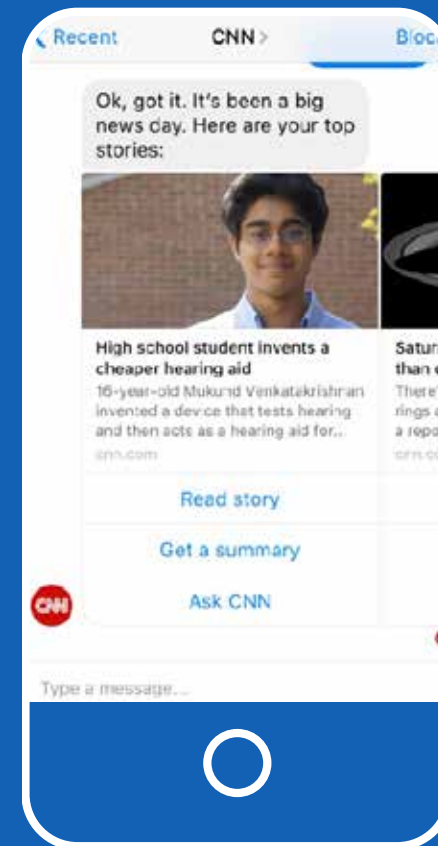 Recent
CNN >
Ok, got it. It's been a big
news day. Here are your top
stories:
High school student invents a
cheaper hearing aid
16-year-old Mukund Venkatakrishnan
invented a device that tests hearing
and then acts as a hearing aid for...
cnn.com
Read story
Get a summary
Ask CNN
CNN
Type a message...